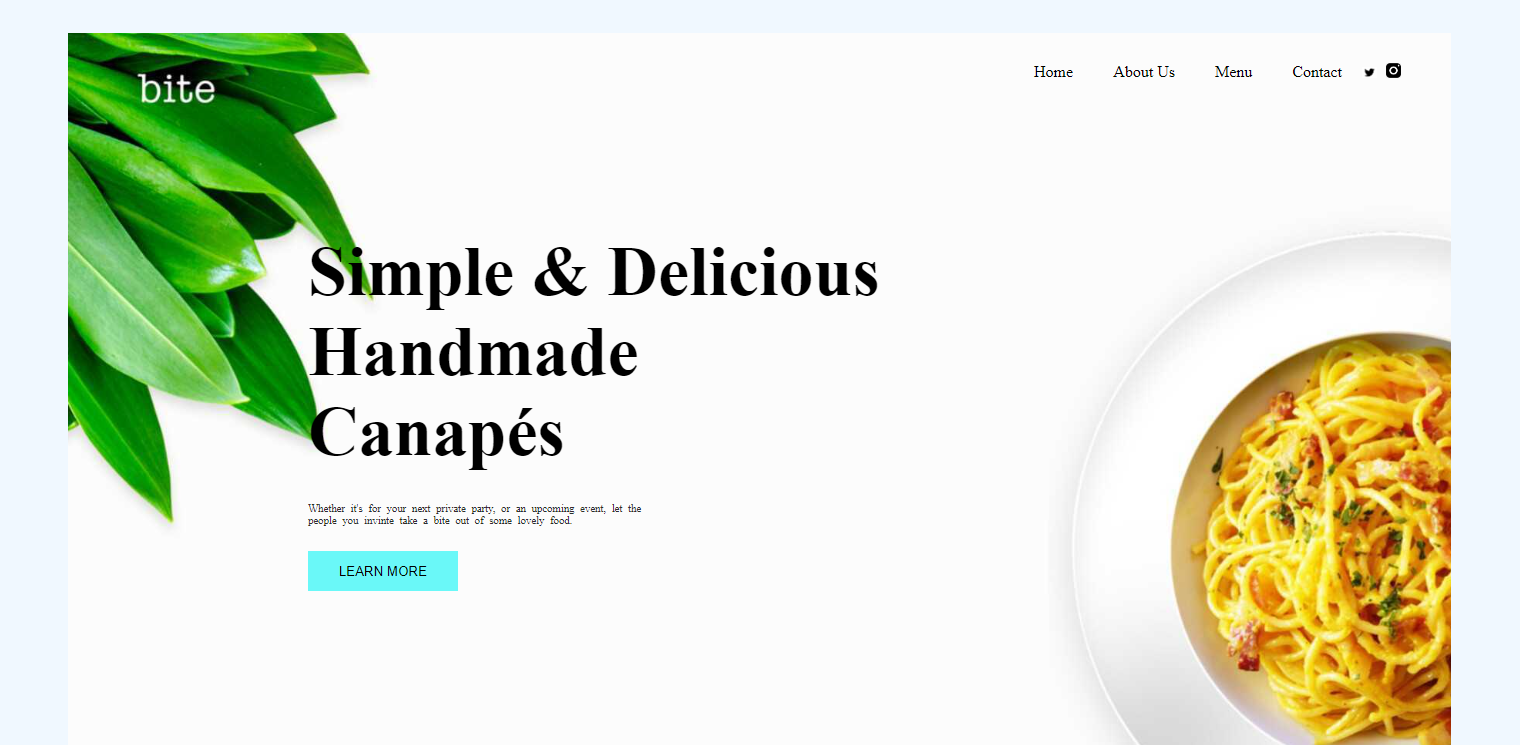 bite
Home About Us Menu Contact
Simple & Delicious
Handmade
Canapés
Whether it's for your next private party, or an upcoming event, let the
people you invinte take a bite out of some lovely food.
LEARN MORE